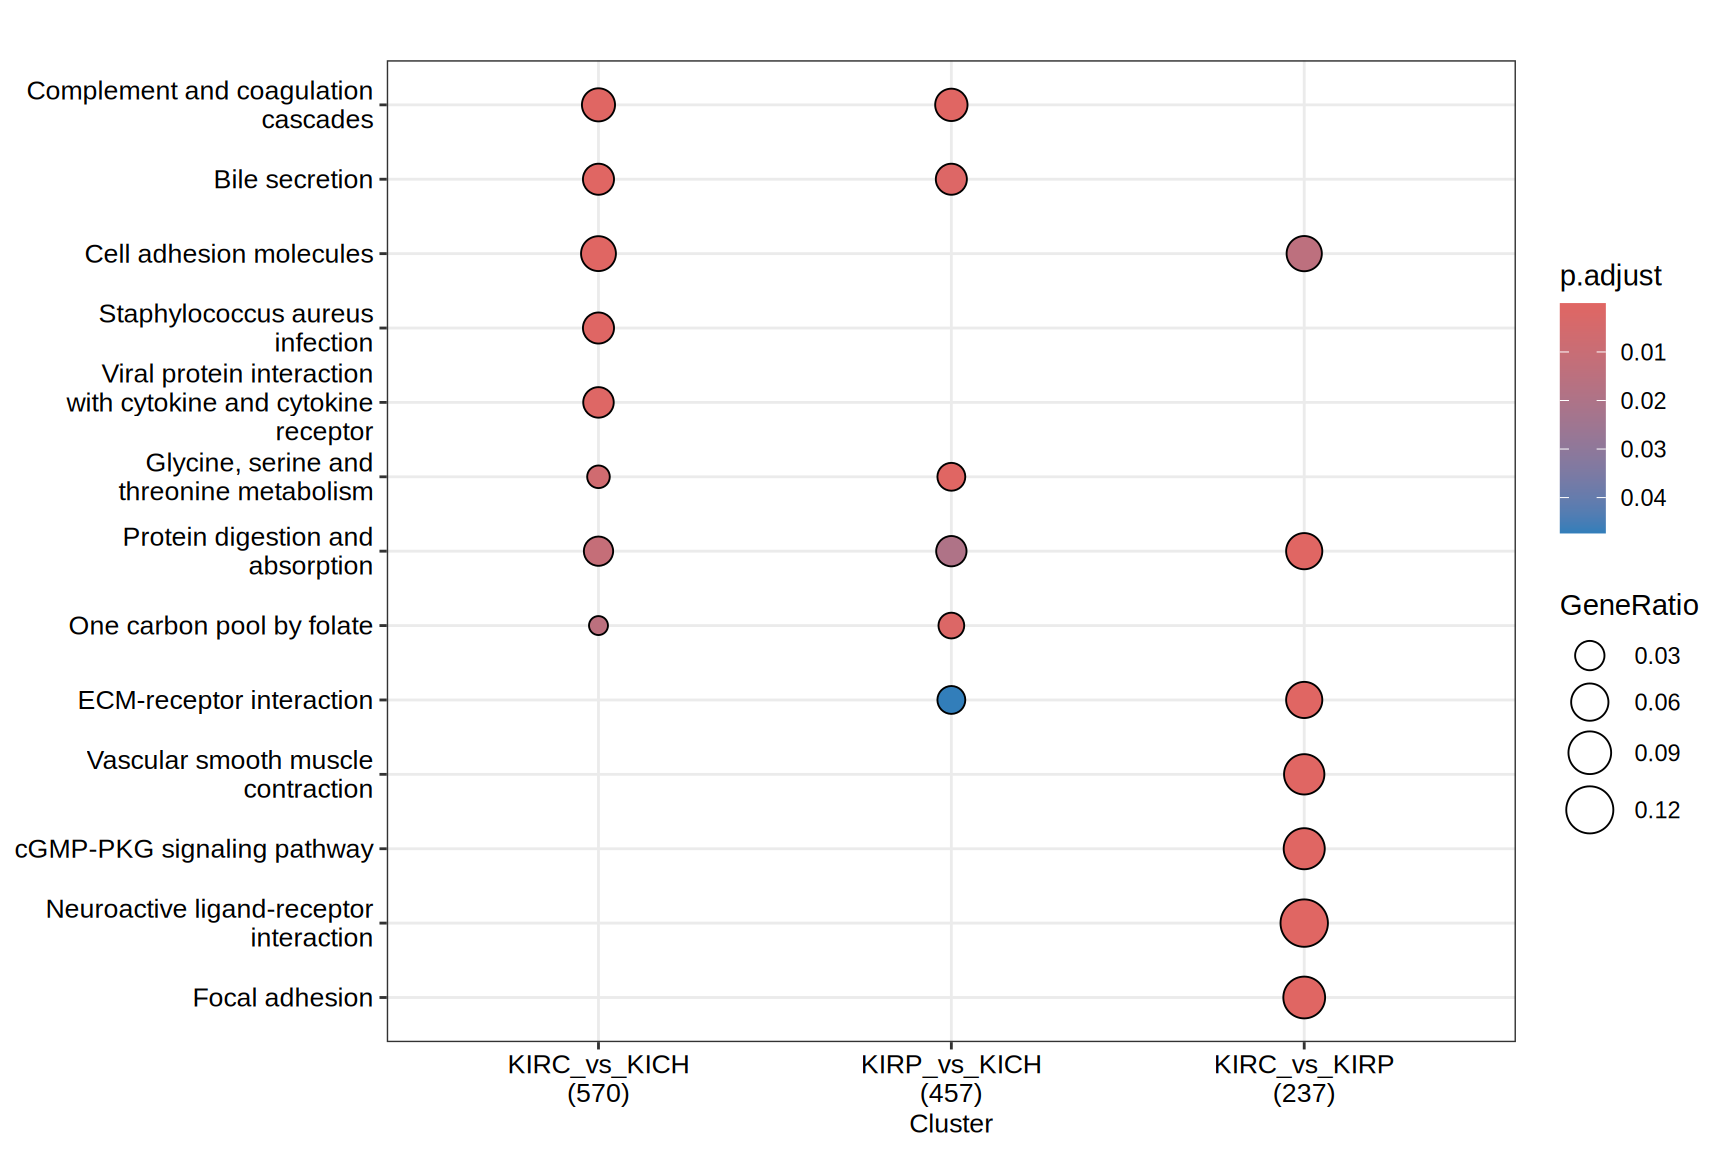 Complement and coagulation
cascades
Bile secretion
Cell adhesion molecules
Staphylococcus aureus
infection
Viral protein interaction
with cytokine and cytokine
receptor
Glycine, serine and
threonine metabolism
Protein digestion and
absorption
One carbon pool by folate
ECM-receptor interaction
Vascular smooth muscle
contraction
cGMP-PKG signaling pathway
Neuroactive ligand-receptor
interaction
Focal adhesion
KIRC_vs_KICH
(570)
KIRP_vs_KICH
(457)
KIRC_vs_KIRP
(237)
Cluster
p.adjust
0.01
0.02
0.03
0.04
GeneRatio
0.03
0.06
0.09
0.12